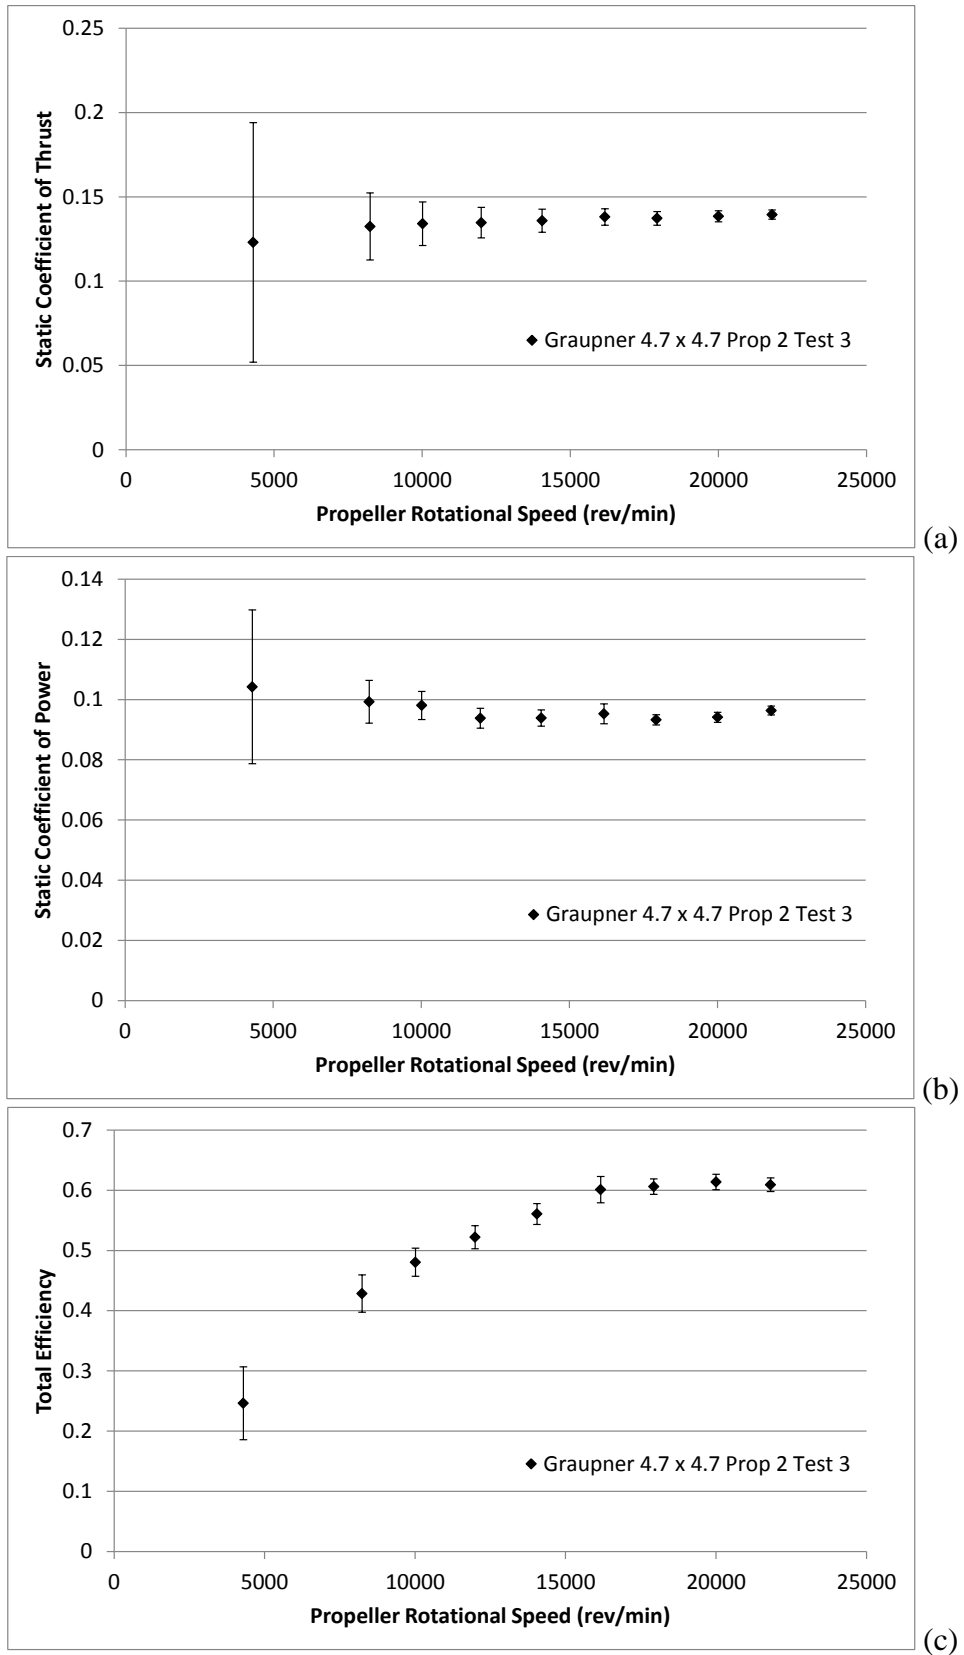 0.25
0.2
0.15
0.1
0.05
0
Static Coefficient of Thrust
Graupner 4.7 x 4.7 Prop 2 Test 3
0 5000 10000 15000 20000 25000
Propeller Rotational Speed (rev/min)
(a)
0.14
0.12
0.1
0.08
0.06
0.04
0.02
0
Static Coefficient of Power
Graupner 4.7 x 4.7 Prop 2 Test 3
0 5000 10000 15000 20000 25000
Propeller Rotational Speed (rev/min)
(b)
0.7
0.6
0.5
0.4
0.3
0.2
0.1
0
Total Efficiency
Graupner 4.7 x 4.7 Prop 2 Test 3
0 5000 10000 15000 20000 25000
Propeller Rotational Speed (rev/min)
(c)